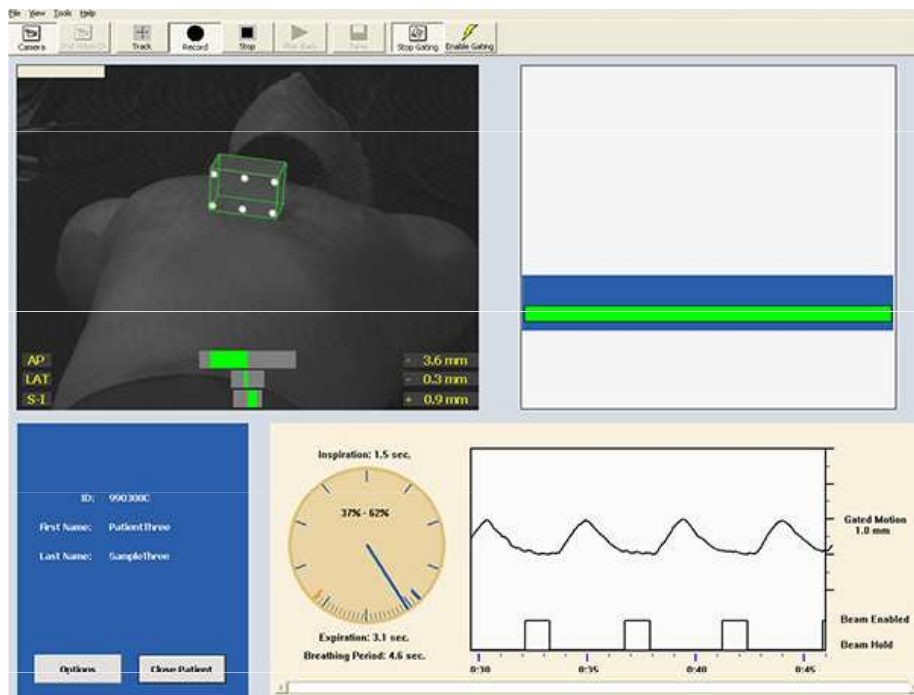 File View Tools Help
Camera
Track
Record
Stop
Play Back
Save
Stop Gating
Enable Gating
AP - 3.6 mm
LAT - 0.3 mm
S-I + 0.9 mm
ID: 990388C
First Name: PatientThree
Last Name: SampleThree
Options
Close Patient
Inspiration: 1.5 sec.
37% - 62%
Expiration: 3.1 sec.
Breathing Period: 4.6 sec.
Gated Motion
1.0 mm
Beam Enabled
Beam Hold
0:30 0:35 0:40 0:45